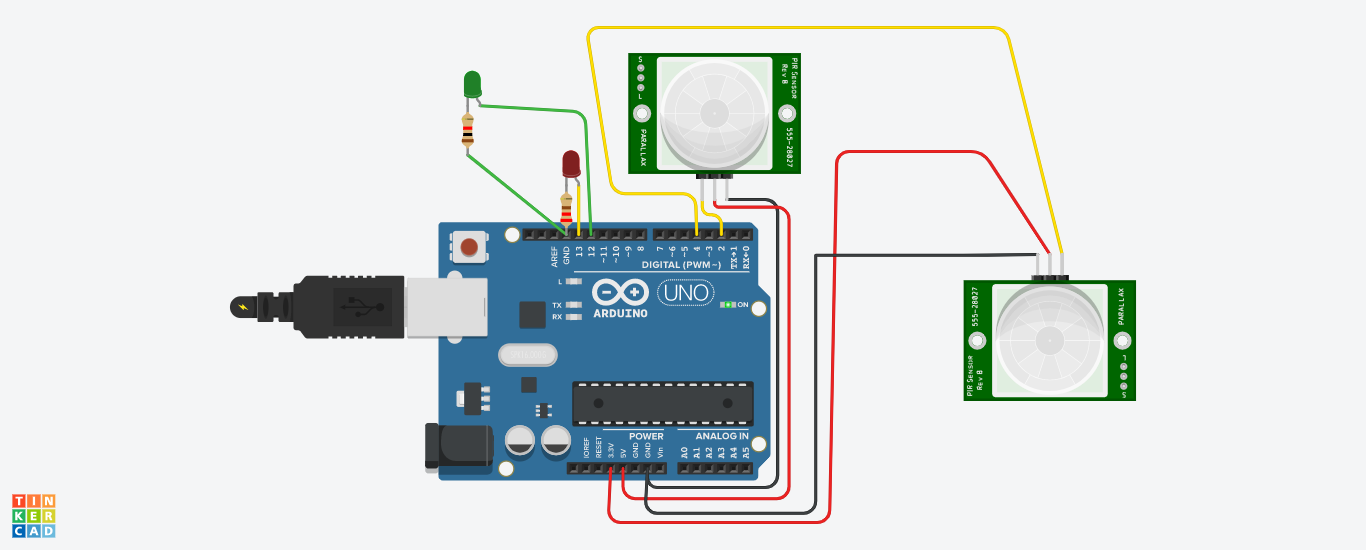 S
L
PIR SENSOR
REV B
PARALLAX
555-28027
AREF
GND
13
12
~11
~10
~9
8
7
~6
~5
4
~3
2
TX→1
RX←0
DIGITAL (PWM~)
L
TX
RX
ARDUINO
UNO
ON
555-28027
PARALLAX
PIR SENSOR
REV B
L
S
IOREF
RESET
3.3V
5V
GND
GND
Vin
POWER
ANALOG IN
A0
A1
A2
A3
A4
A5
TIN
KER
CAD